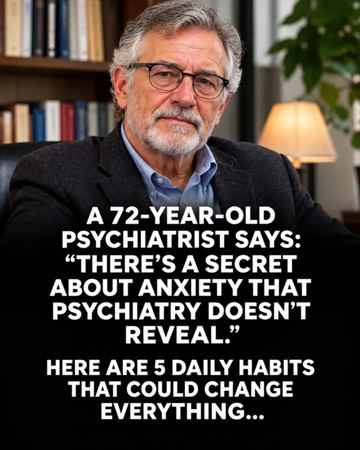 A 72-YEAR-OLD
PSYCHIATRIST SAYS:
“THERE’S A SECRET
ABOUT ANXIETY THAT
PSYCHIATRY DOESN’T
REVEAL.”
HERE ARE 5 DAILY HABITS
THAT COULD CHANGE
EVERYTHING...